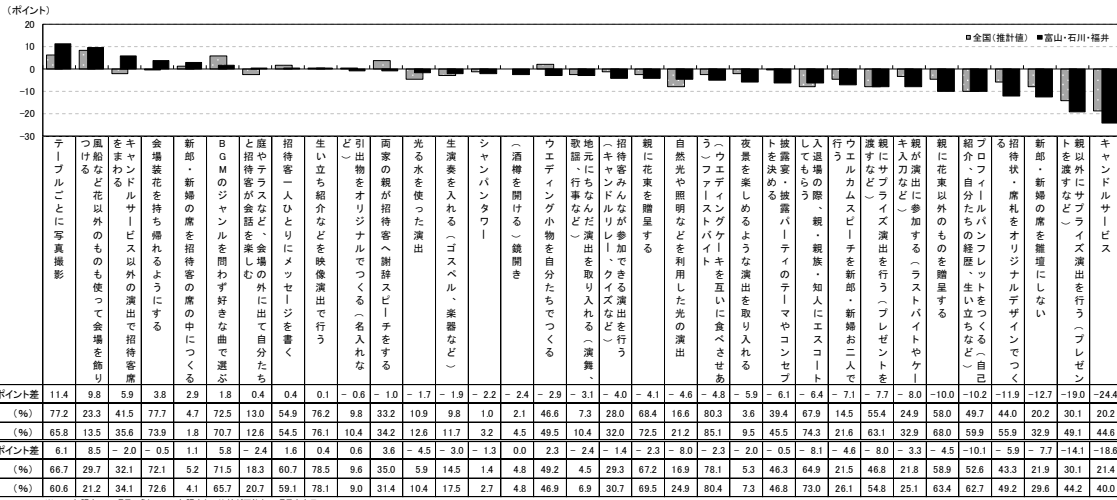 (ポイント)
20
10
0
-10
-20
-30
全国(推計値)
富山・石川・福井
テーブルごとに写真撮影
風船など花以外のものも使って会場を飾り
つける
キャンドルサービス以外の演出で招待客席
をまわる
会場装花を持ち帰れるようにする
新郎・新婦の席を招待客の席の中につくる
BGMのジャンルを問わず好きな曲で選ぶ
庭やテラスなど、会場の外に出て自分たち
と招待客が会話を楽しむ
招待客一人ひとりにメッセージを書く
生い立ち紹介などを映像演出で行う
引出物をオリジナルでつくる(名入れな
ど)
両家の親が招待客へ謝辞スピーチをする
光る水を使った演出
生演奏を入れる(ゴスペル、楽器など)
シャンパンタワー
(酒樽を開ける)鏡開き
ウエディング小物を自分たちでつくる
地元にちなんだ演出を取り入れる(演舞、
歌謡、行事など)
招待客みんなが参加できる演出を行う
(キャンドルリレー、クイズなど)
親に花束を贈呈する
自然光や照明などを利用した光の演出
(ウエディングケーキを互いに食べさせあ
う)ファーストバイト
夜景を楽しめるような演出を取り入れる
披露宴・披露パーティのテーマやコンセプ
トを決める
入退場の際、親・親族・知人にエスコート
してもらう
ウエルカムスピーチを新郎・新婦お二人で
行う
親にサプライズ演出を行う(プレゼントを
渡すなど)
親が演出に参加する(ラストバイトやケー
キ入刀など)
親に花束以外のものを贈呈する
プロフィールパンフレットをつくる(自己
紹介、自分たちの経歴、生い立ちなど)
招待状・席札をオリジナルデザインでつく
る
新郎・新婦の席を雛壇にしない
親以外にサプライズ演出を行う(プレゼン
トを渡すなど)
キャンドルサービス
ポイント差 11.4 9.8 5.9 3.8 2.9 1.8 0.4 0.4 0.1 -0.6 -1.0 -1.7 -1.9 -2.2 -2.4 -2.9 -3.1 -4.0 -4.1 -4.6 -4.8 -5.9 -6.1 -6.4 -7.1 -7.7 -8.0 -10.0 -10.2 -11.9 -12.7 -19.0 -24.4
(%) 77.2 23.3 41.5 77.7 4.7 72.5 13.0 54.9 76.2 9.8 33.2 10.9 9.8 1.0 2.1 46.6 7.3 28.0 68.4 16.6 80.3 3.6 39.4 67.9 14.5 55.4 24.9 58.0 49.7 44.0 20.2 30.1 20.2
(%) 65.8 13.5 35.6 73.9 1.8 70.7 12.6 54.5 76.1 10.4 34.2 12.6 11.7 3.2 4.5 49.5 10.4 32.0 72.5 21.2 85.1 9.5 45.5 74.3 21.6 63.1 32.9 68.0 59.9 55.9 32.9 49.1 44.6
ポイント差 6.1 8.5 -2.0 -0.5 1.1 5.8 -2.4 1.6 0.4 0.6 3.6 -4.5 -3.0 -1.3 0.0 2.3 -2.4 -1.4 -2.3 -8.0 -2.3 -2.0 -0.5 -8.1 -4.6 -8.0 -3.3 -4.5 -10.1 -5.9 -7.7 -14.1 -18.6
(%) 66.7 29.7 32.1 72.1 5.2 71.5 18.3 60.7 78.5 9.6 35.0 5.9 14.5 1.4 4.8 49.2 4.5 29.3 67.2 16.9 78.1 5.3 46.3 64.9 21.5 46.8 21.8 58.9 52.6 43.3 21.9 30.1 21.4
(%) 60.6 21.2 34.1 72.6 4.1 65.7 20.7 59.1 78.1 9.0 31.4 10.4 17.5 2.7 4.8 46.9 6.9 30.7 69.5 24.9 80.4 7.3 46.8 73.0 26.1 54.8 25.1 63.4 62.7 49.2 29.6 44.2 40.0